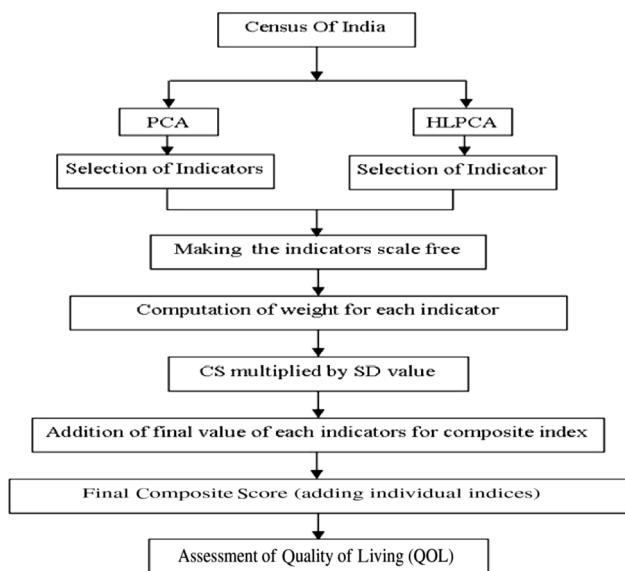 Census Of India
PCA
HLPCA
Selection of Indicators
Selection of Indicator
Making the indicators scale free
Computation of weight for each indicator
CS multiplied by SD value
Addition of final value of each indicators for composite index
Final Composite Score (adding individual indices)
Assessment of Quality of Living (QOL)